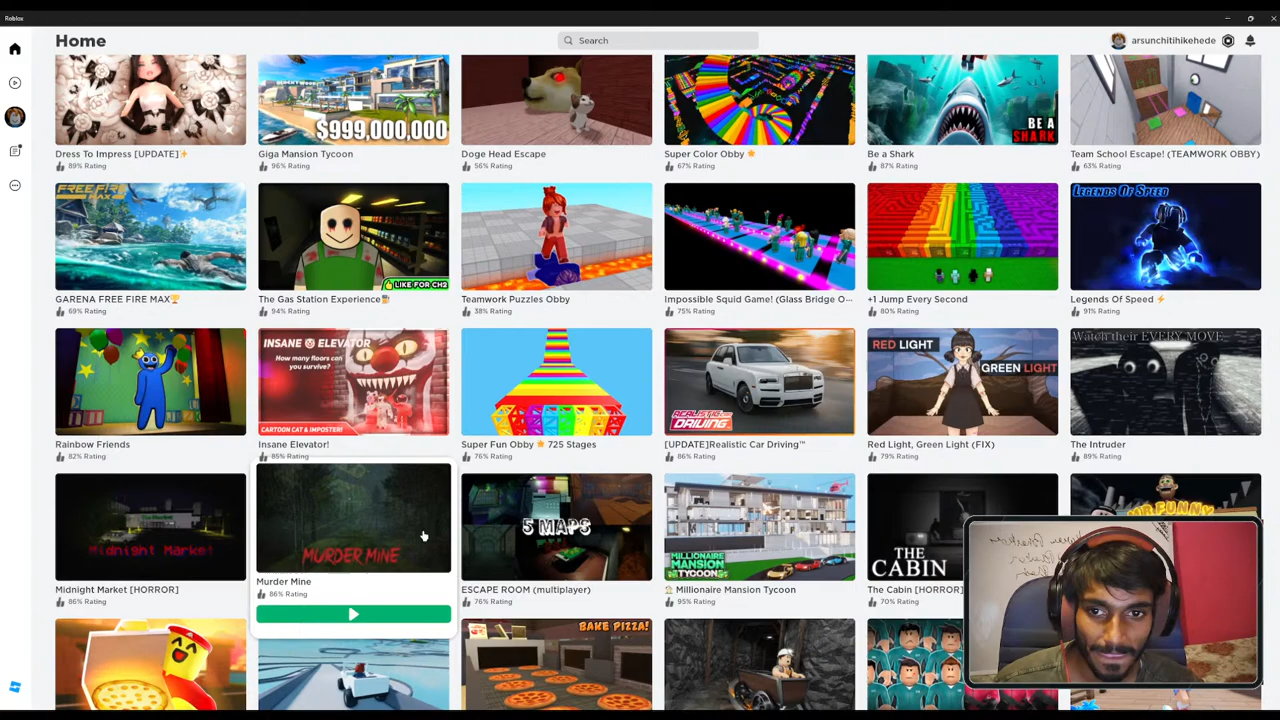 Roblox
Home
Search
arsunchitihikehede
$999,000,000
BE A
SHARK
Dress To Impress [UPDATE]✨
Giga Mansion Tycoon
Doge Head Escape
Super Color Obby ⭐
Be a Shark
Team School Escape! (TEAMWORK OBBY)
89% Rating
96% Rating
56% Rating
67% Rating
87% Rating
63% Rating
FREE FIRE
MAX
LIKE FOR CH2
LEGENDS OF SPEED
GARENA FREE FIRE MAX🏆
The Gas Station Experience⛽
Teamwork Puzzles Obby
Impossible Squid Game! (Glass Bridge O...
+1 Jump Every Second
Legends Of Speed ⚡
69% Rating
94% Rating
38% Rating
75% Rating
80% Rating
91% Rating
INSANE ELEVATOR!
How many floors can
you survive?
CARTOON CAT & IMPOSTER!
REALISTIC
DRIVING
RED LIGHT
GREEN LIGHT
Watch their EVERY MOVE
Rainbow Friends
Insane Elevator!
Super Fun Obby ⭐ 725 Stages
[UPDATE]Realistic Car Driving™
Red Light, Green Light (FIX)
The Intruder
82% Rating
85% Rating
76% Rating
86% Rating
79% Rating
89% Rating
Midnight Market
MURDER MINE
5 MAPS
MILLIONAIRE
MANSION
TYCOON
THE
CABIN
MR. FUNNY
Midnight Market [HORROR]
Murder Mine
ESCAPE ROOM (multiplayer)
Millionaire Mansion Tycoon
The Cabin [HORROR]
86% Rating
86% Rating
76% Rating
95% Rating
70% Rating
BAKE PIZZA!